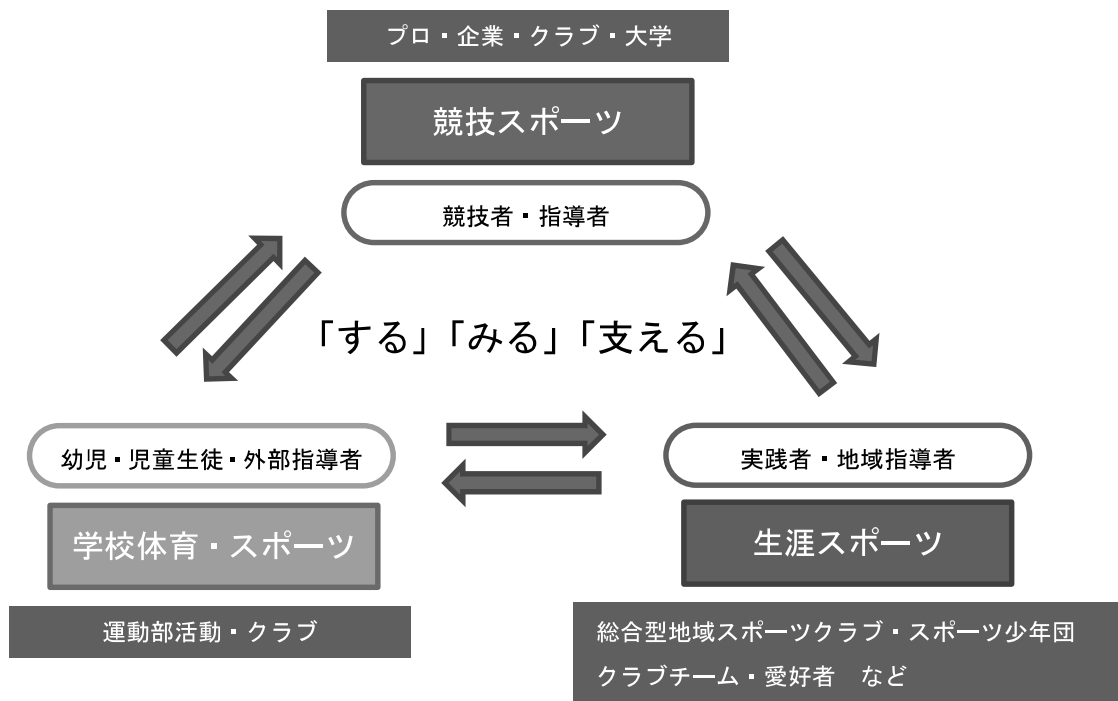 プロ・企業・クラブ・大学
競技スポーツ
競技者・指導者
「する」「みる」「支える」
幼児・児童生徒・外部指導者
学校体育・スポーツ
運動部活動・クラブ
実践者・地域指導者
生涯スポーツ
総合型地域スポーツクラブ・スポーツ少年団
クラブチーム・愛好者　など